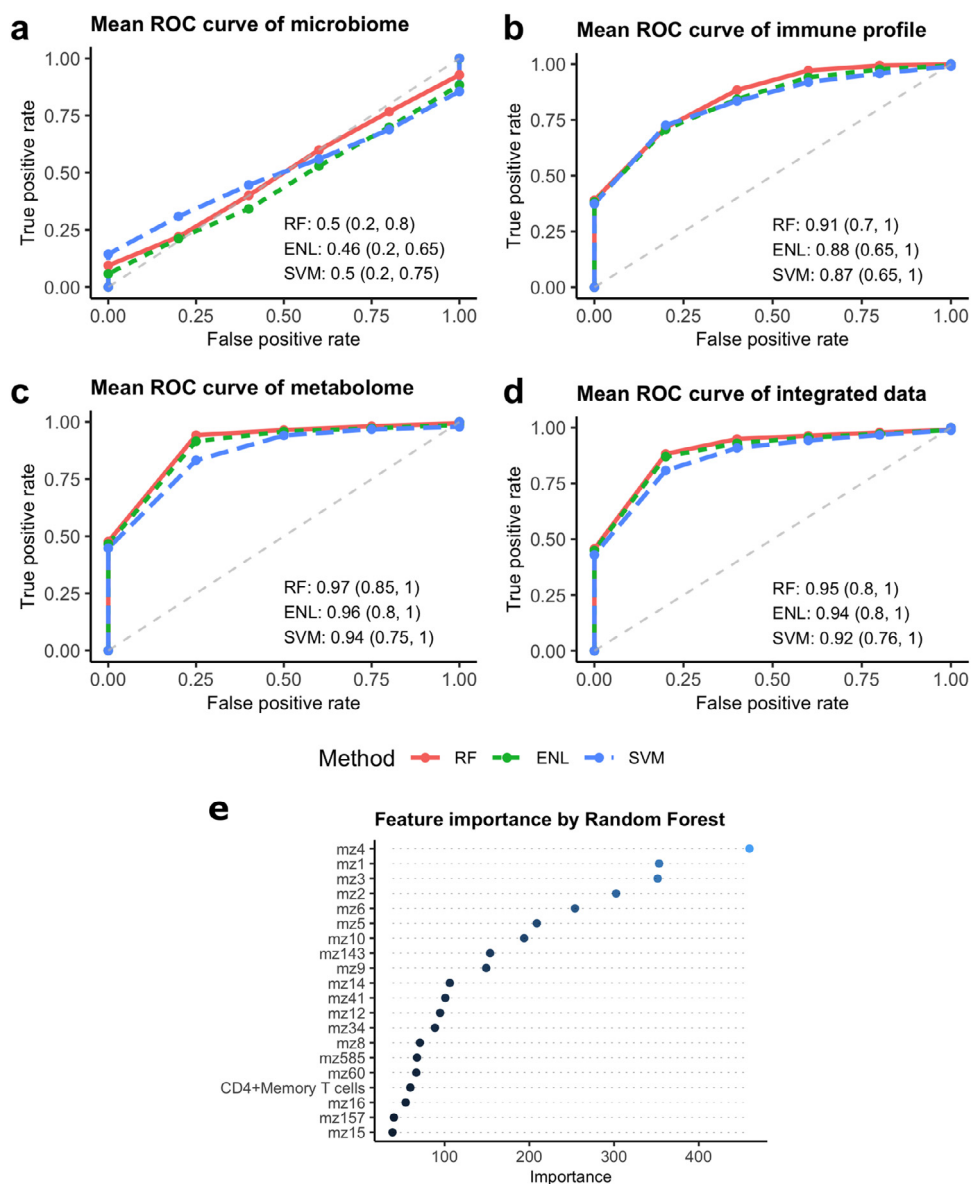 a
Mean ROC curve of microbiome
True positive rate
1.00
0.75
0.50
0.25
0.00
RF: 0.5 (0.2, 0.8)
ENL: 0.46 (0.2, 0.65)
SVM: 0.5 (0.2, 0.75)
0.00 0.25 0.50 0.75 1.00
False positive rate
b
Mean ROC curve of immune profile
True positive rate
1.00
0.75
0.50
0.25
0.00
RF: 0.91 (0.7, 1)
ENL: 0.88 (0.65, 1)
SVM: 0.87 (0.65, 1)
0.00 0.25 0.50 0.75 1.00
False positive rate
c
Mean ROC curve of metabolome
True positive rate
1.00
0.75
0.50
0.25
0.00
RF: 0.97 (0.85, 1)
ENL: 0.96 (0.8, 1)
SVM: 0.94 (0.75, 1)
0.00 0.25 0.50 0.75 1.00
False positive rate
d
Mean ROC curve of integrated data
True positive rate
1.00
0.75
0.50
0.25
0.00
RF: 0.95 (0.8, 1)
ENL: 0.94 (0.8, 1)
SVM: 0.92 (0.76, 1)
0.00 0.25 0.50 0.75 1.00
False positive rate
Method RF ENL SVM
e
Feature importance by Random Forest
mz4
mz1
mz3
mz2
mz6
mz5
mz10
mz143
mz9
mz14
mz41
mz12
mz34
mz8
mz585
mz60
CD4+Memory T cells
mz16
mz157
mz15
100 200 300 400
Importance